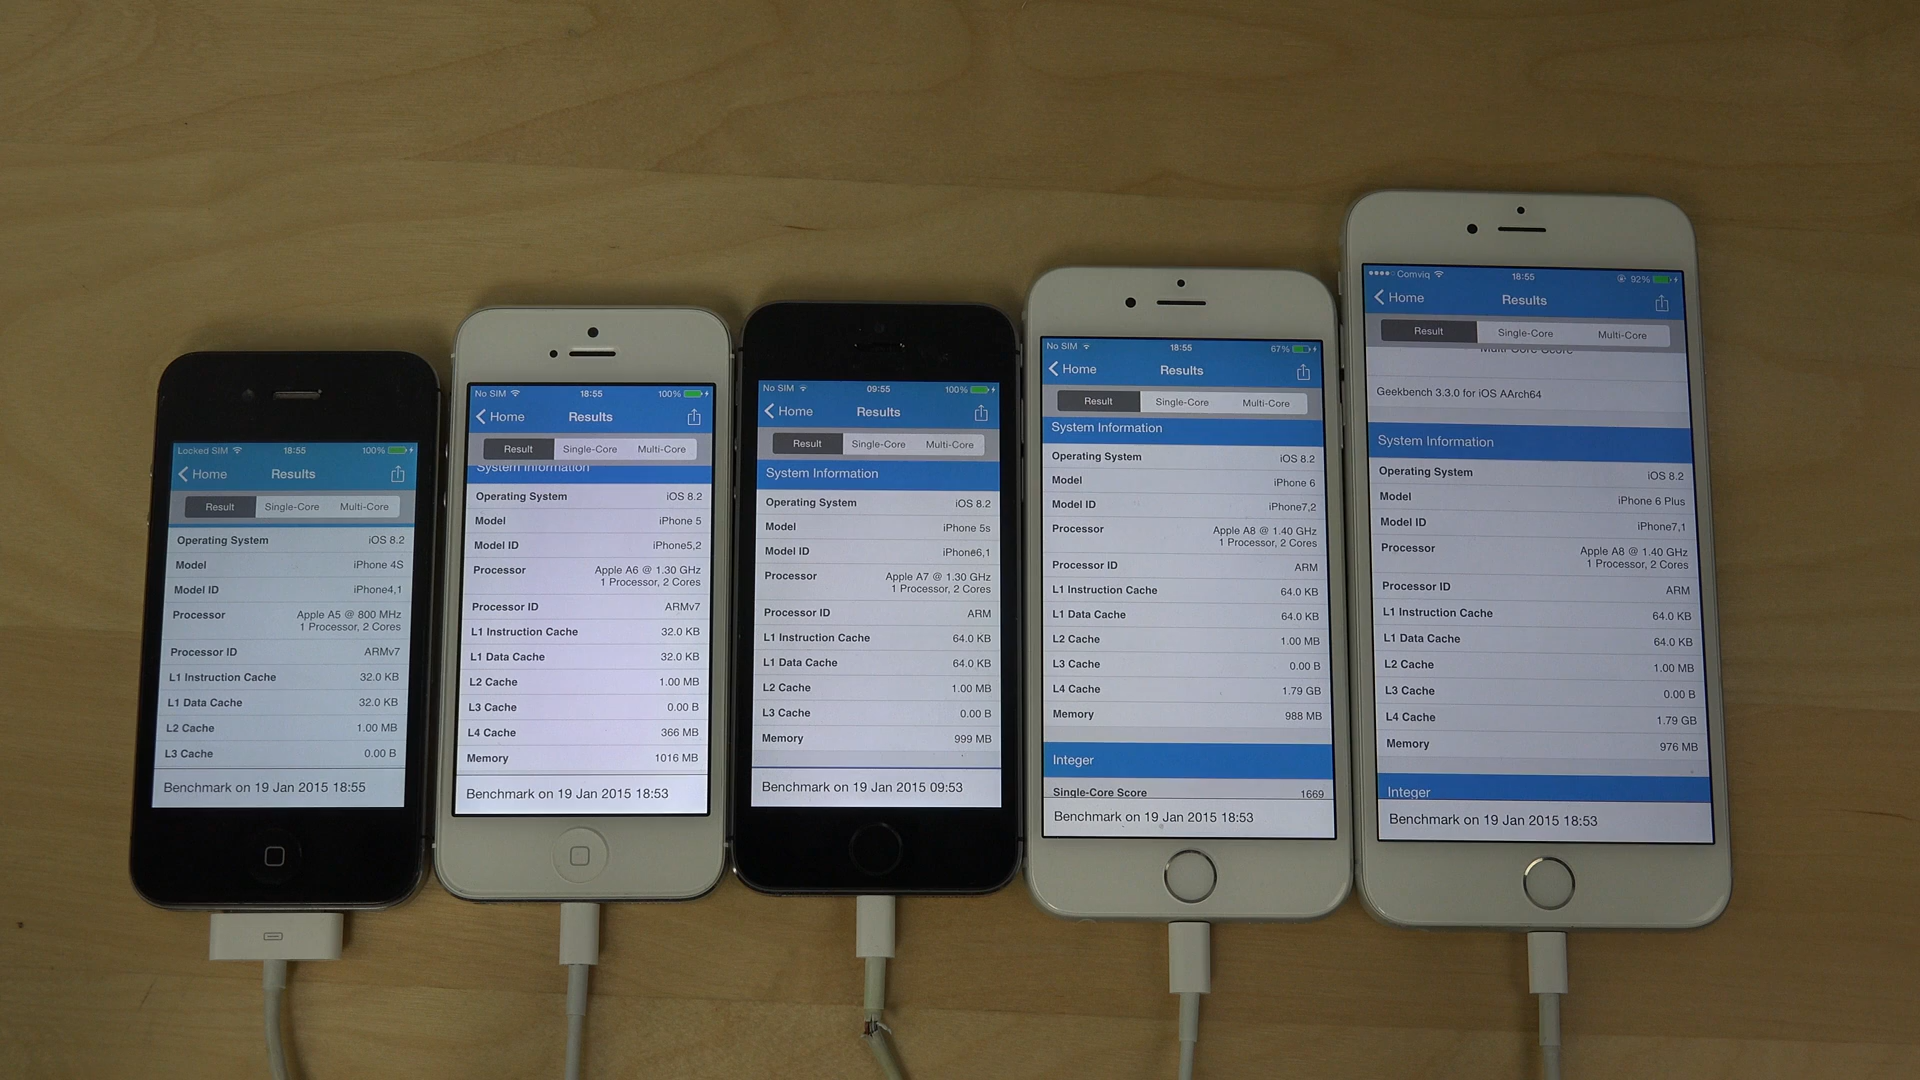 Locked SIM 18:55 100%
Home Results
Result Single-Core Multi-Core
Operating System iOS 8.2
Model iPhone 4S
Model ID iPhone4,1
Processor Apple A5 @ 800 MHz
1 Processor, 2 Cores
Processor ID ARMv7
L1 Instruction Cache 32.0 KB
L1 Data Cache 32.0 KB
L2 Cache 1.00 MB
L3 Cache 0.00 B
Benchmark on 19 Jan 2015 18:55
No SIM 18:55 100%
Home Results
Result Single-Core Multi-Core
System Information
Operating System iOS 8.2
Model iPhone 5
Model ID iPhone5,2
Processor Apple A6 @ 1.30 GHz
1 Processor, 2 Cores
Processor ID ARMv7
L1 Instruction Cache 32.0 KB
L1 Data Cache 32.0 KB
L2 Cache 1.00 MB
L3 Cache 0.00 B
L4 Cache 366 MB
Memory 1016 MB
Benchmark on 19 Jan 2015 18:53
No SIM 09:55 100%
Home Results
Result Single-Core Multi-Core
System Information
Operating System iOS 8.2
Model iPhone 5s
Model ID iPhone6,1
Processor Apple A7 @ 1.30 GHz
1 Processor, 2 Cores
Processor ID ARM
L1 Instruction Cache 64.0 KB
L1 Data Cache 64.0 KB
L2 Cache 1.00 MB
L3 Cache 0.00 B
Memory 999 MB
Benchmark on 19 Jan 2015 09:53
No SIM 18:55 67%
Home Results
Result Single-Core Multi-Core
System Information
Operating System iOS 8.2
Model iPhone 6
Model ID iPhone7,2
Processor Apple A8 @ 1.40 GHz
1 Processor, 2 Cores
Processor ID ARM
L1 Instruction Cache 64.0 KB
L1 Data Cache 64.0 KB
L2 Cache 1.00 MB
L3 Cache 0.00 B
L4 Cache 1.79 GB
Memory 988 MB
Integer
Single-Core Score 1669
Benchmark on 19 Jan 2015 18:53
Comviq 18:55 92%
Home Results
Result Single-Core Multi-Core
Multi-Core Score
Geekbench 3.3.0 for iOS AArch64
System Information
Operating System iOS 8.2
Model iPhone 6 Plus
Model ID iPhone7,1
Processor Apple A8 @ 1.40 GHz
1 Processor, 2 Cores
Processor ID ARM
L1 Instruction Cache 64.0 KB
L1 Data Cache 64.0 KB
L2 Cache 1.00 MB
L3 Cache 0.00 B
L4 Cache 1.79 GB
Memory 976 MB
Integer
Benchmark on 19 Jan 2015 18:53